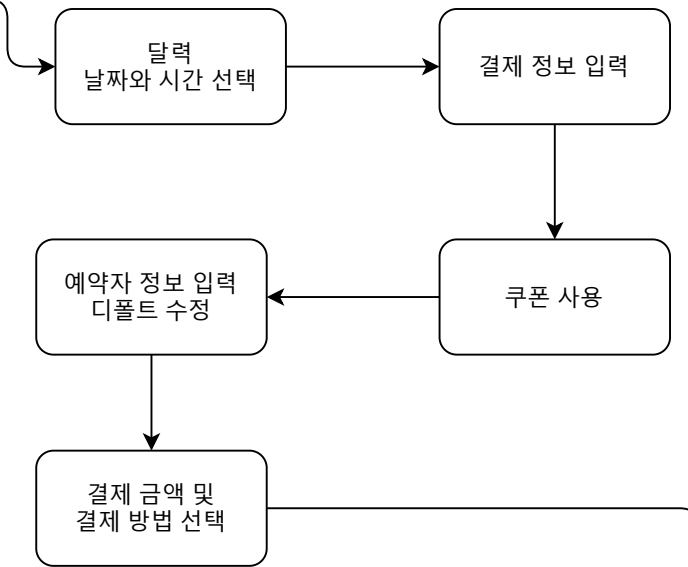 달력
날짜와 시간 선택
결제 정보 입력
쿠폰 사용
예약자 정보 입력
디폴트 수정
결제 금액 및
결제 방법 선택